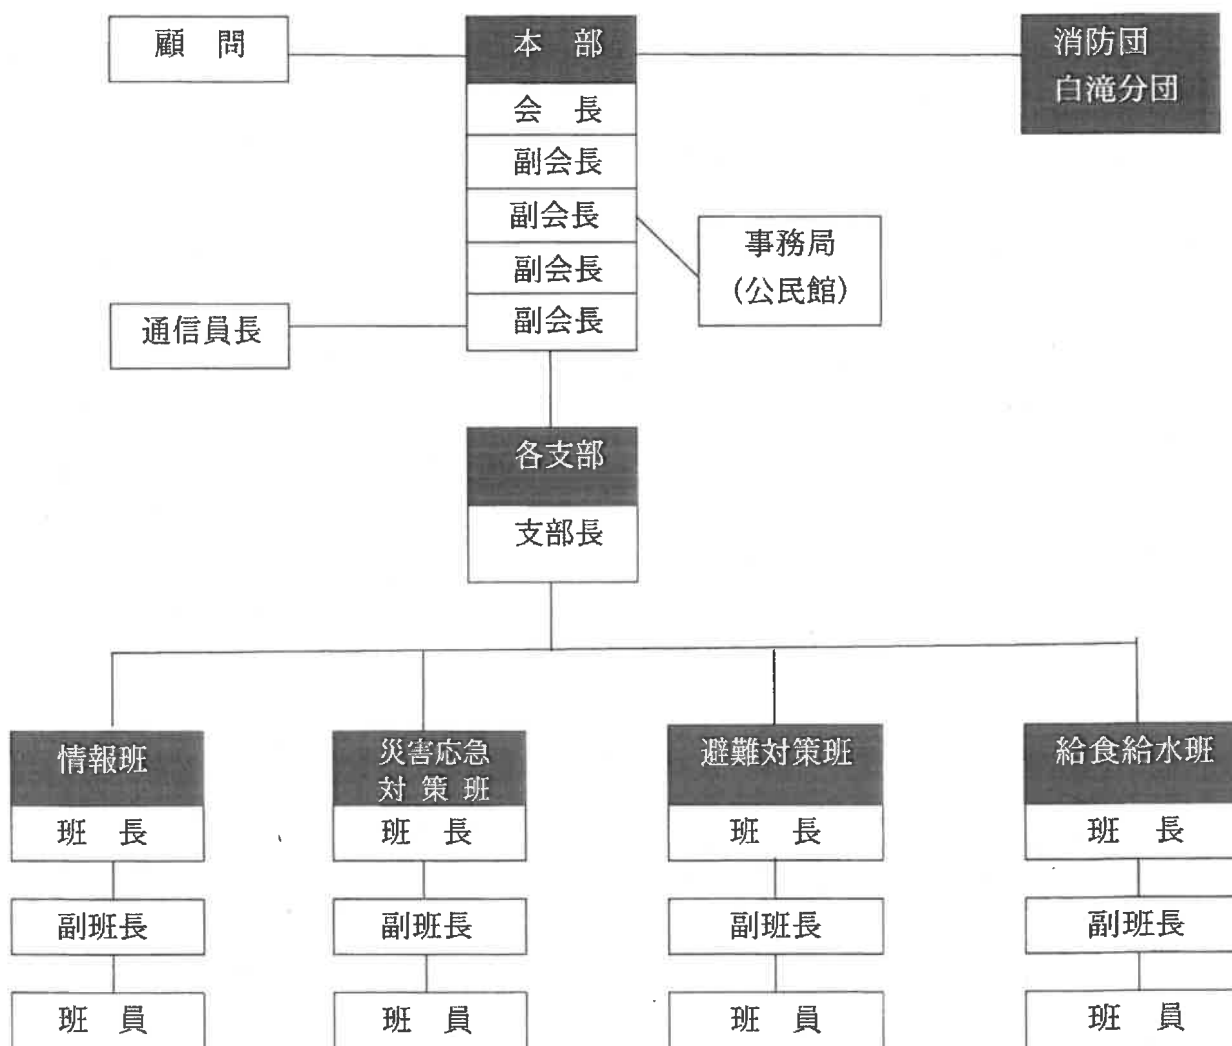 顧　問
本　部
消防団
白滝分団
会　長
副会長
副会長
事務局
(公民館)
副会長
副会長
通信員長
各支部
支部長
情報班
災害応急
対 策 班
避難対策班
給食給水班
班　長
班　長
班　長
班　長
副班長
副班長
副班長
副班長
班　員
班　員
班　員
班　員